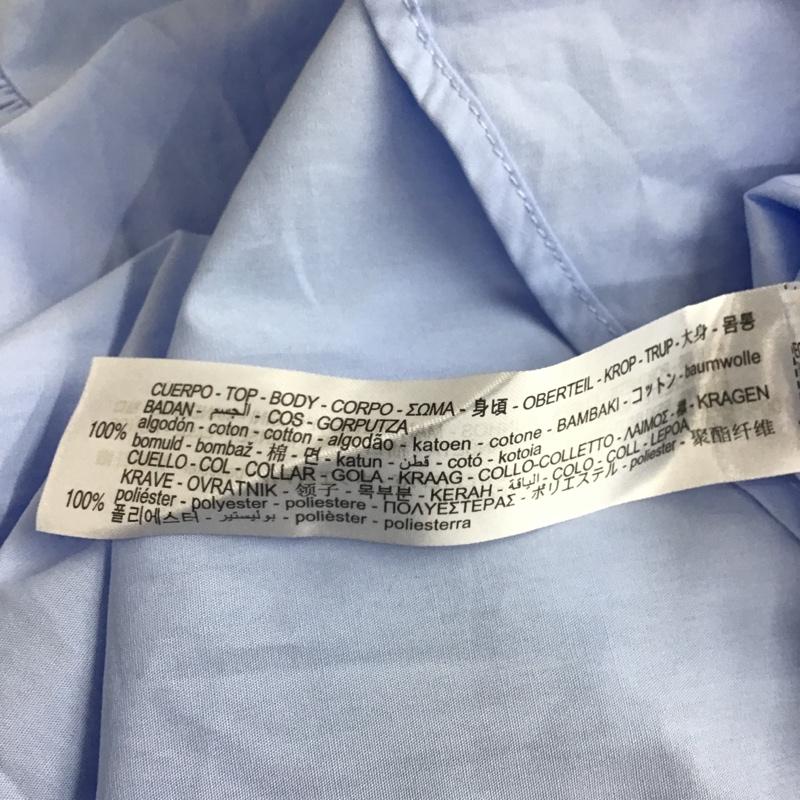 CUERPO - TOP - BODY - CORPO - ΣΩΜΑ - 身頃 - OBERTEIL - KROP - TRUP - 大身 - 몸통
BADAN - الجسم - COS - GORPUTZA
100% algodón - coton - cotton - algodão - katoen - cotone - BAMBAKI - コットン - baumwolle
bomuld - bombaž - 棉 - 면 - katun - قطن - cotó - kotoia
CUELLO - COL - COLLAR - GOLA - KRAAG - COLLO-COLLETTO - ΛΑΙΜΟΣ - KRAGEN
KRAVE - OVRATNIK - 领子 - 목부분 - KERAH - الياقة - COLO - COLL - LEPOA
100% poliéster - polyester - poliestere - ΠΟΛΥΕΣΤΕΡΑΣ - ポリエステル - poliester - 聚酯纤维
폴리에스터 - بوليستير - polièster - poliesterra